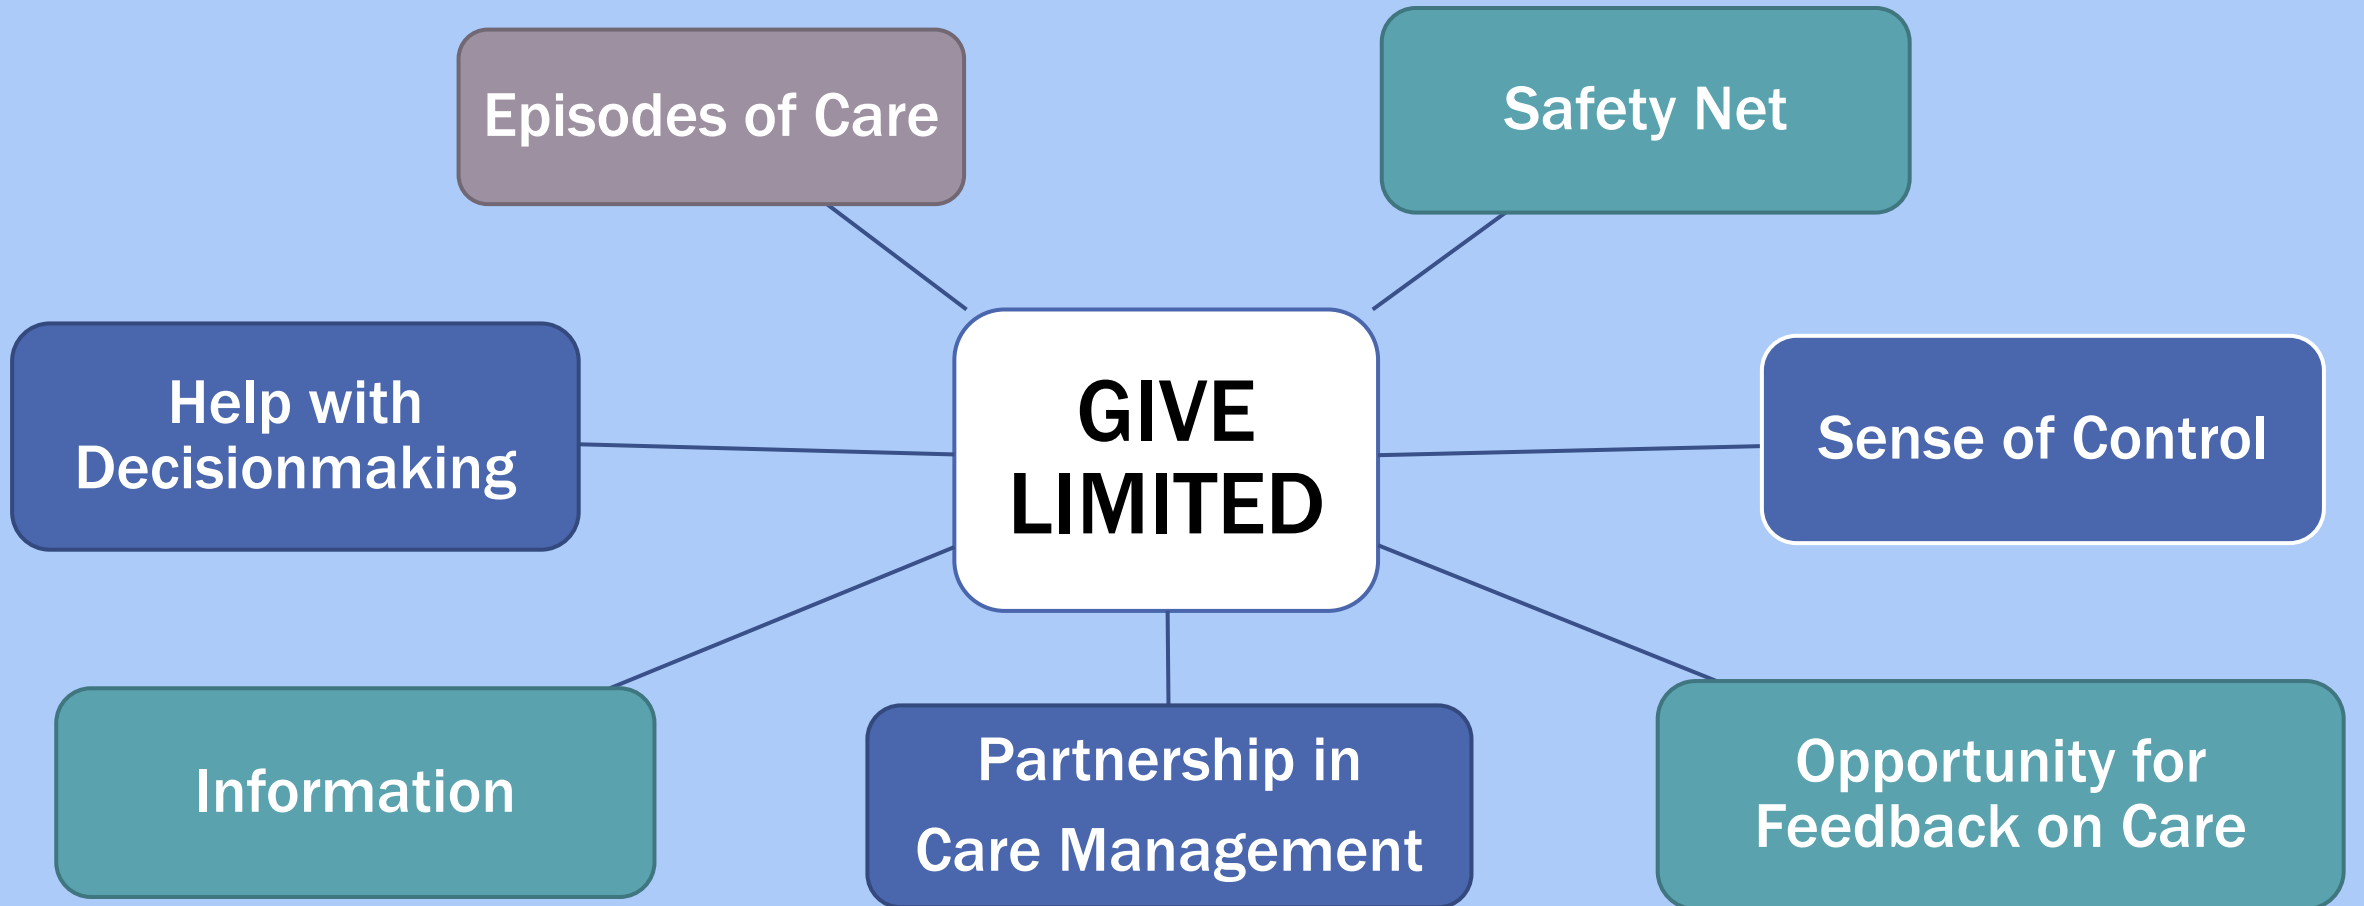 Episodes of Care
Safety Net
Help with
Decisionmaking
GIVE
LIMITED
Sense of Control
Information
Partnership in
Care Management
Opportunity for
Feedback on Care